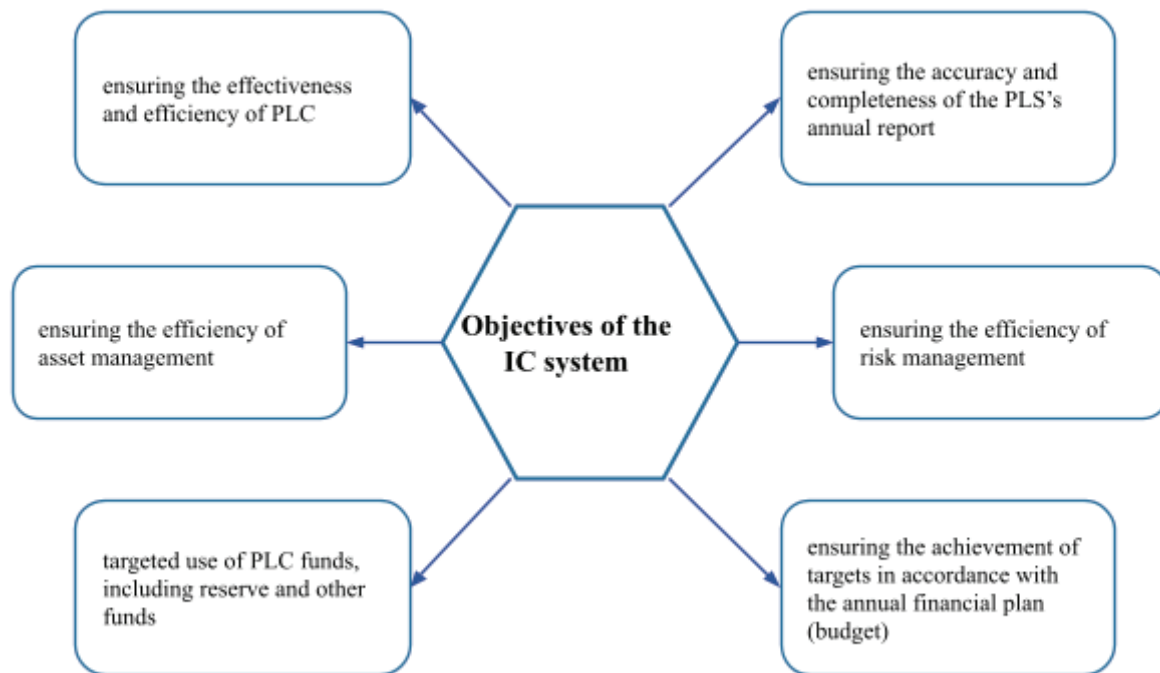 ensuring the effectiveness
and efficiency of PLC
ensuring the accuracy and
completeness of the PLS’s
annual report
ensuring the efficiency of
asset management
Objectives of the
IC system
ensuring the efficiency of
risk management
targeted use of PLC funds,
including reserve and other
funds
ensuring the achievement of
targets in accordance with
the annual financial plan
(budget)